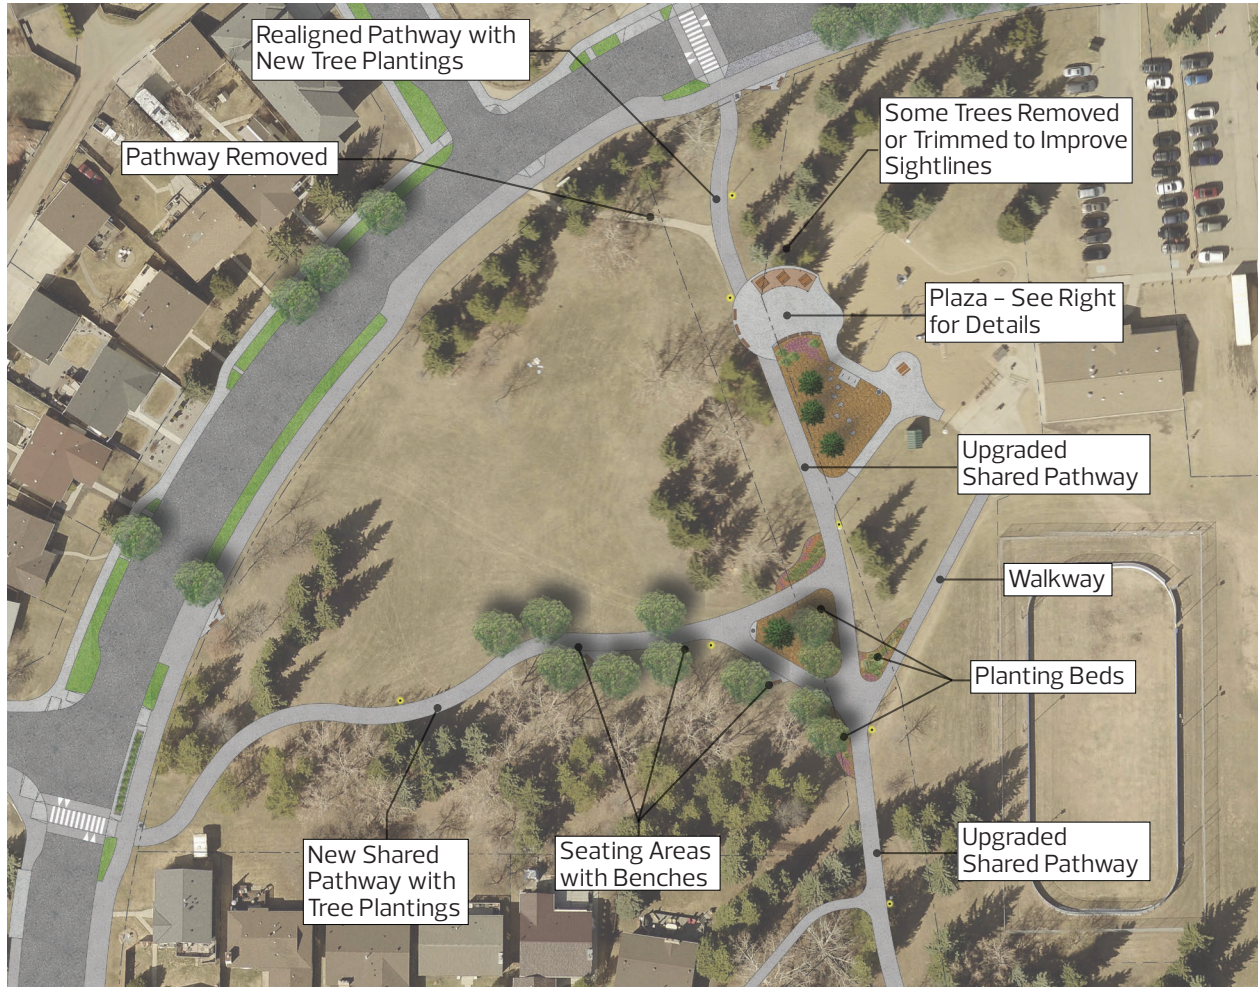 Realigned Pathway with
New Tree Plantings
Some Trees Removed
or Trimmed to Improve
Sightlines
Pathway Removed
Plaza – See Right
for Details
Upgraded
Shared Pathway
Walkway
Planting Beds
New Shared
Pathway with
Tree Plantings
Seating Areas
with Benches
Upgraded
Shared Pathway